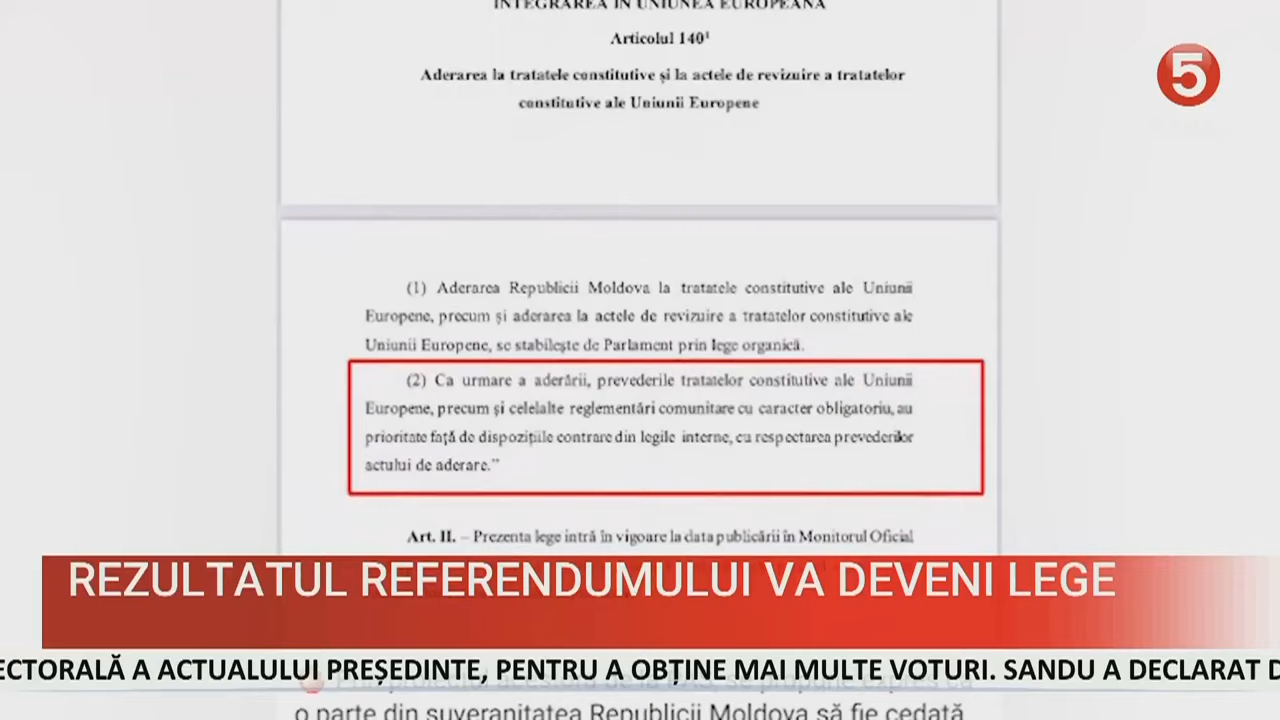 INTEGRAREA ÎN UNIUNEA EUROPEANĂ
Articolul 140¹
Aderarea la tratatele constitutive și la actele de revizuire a tratatelor
constitutive ale Uniunii Europene
5
(1) Aderarea Republicii Moldova la tratatele constitutive ale Uniunii
Europene, precum și aderarea la actele de revizuire a tratatelor constitutive ale
Uniunii Europene, se stabilește de Parlament prin lege organică.
(2) Ca urmare a aderării, prevederile tratatelor constitutive ale Uniunii
Europene, precum și celelalte reglementări comunitare cu caracter obligatoriu, au
prioritate față de dispozițiile contrare din legile interne, cu respectarea prevederilor
actului de aderare.”
Art. II. – Prezenta lege intră în vigoare la data publicării în Monitorul Oficial
REZULTATUL REFERENDUMULUI VA DEVENI LEGE
ECTORALĂ A ACTUALULUI PREȘEDINTE, PENTRU A OBȚINE MAI MULTE VOTURI. SANDU A DECLARAT D
o parte din suveranitatea Republicii Moldova să fie cedată